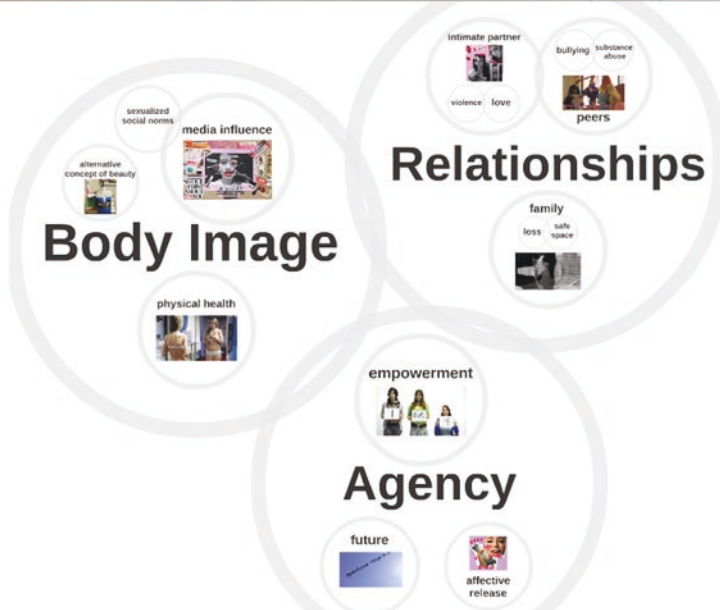 intimate partner
bullying
substance
abuse
violence
love
peers
Relationships
family
loss
safe
space
sexualized
social norms
media influence
alternative
concept of beauty
Body Image
physical health
empowerment
Agency
future
affective
release